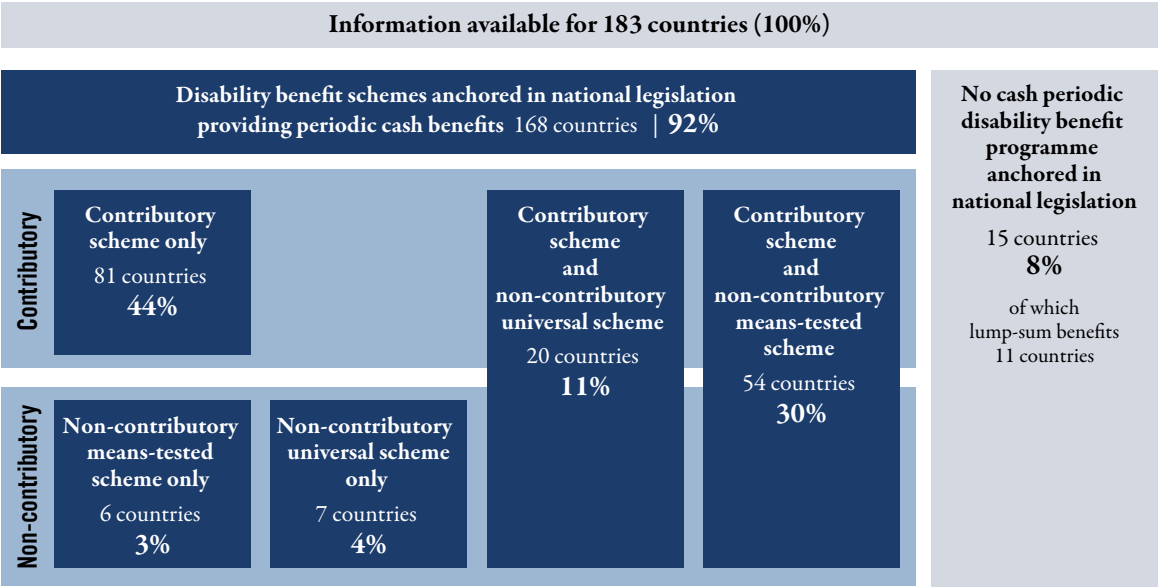 Information available for 183 countries (100%)
Disability benefit schemes anchored in national legislation
providing periodic cash benefits 168 countries | 92%
No cash periodic
disability benefit
programme
anchored in
national legislation
15 countries
8%
of which
lump-sum benefits
11 countries
Contributory
Contributory
scheme only
81 countries
44%
Contributory
scheme
and
non-contributory
universal scheme
20 countries
11%
Contributory
scheme
and
non-contributory
means-tested
scheme
54 countries
30%
Non-contributory
Non-contributory
means-tested
scheme only
6 countries
3%
Non-contributory
universal scheme
only
7 countries
4%